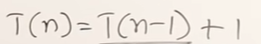 T(n) = T(n-1) + 1